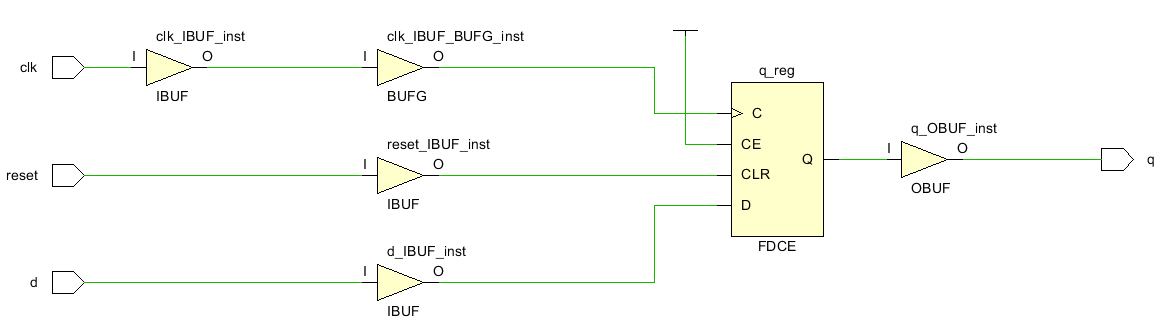 clk
I
clk_IBUF_inst
O
IBUF
I
clk_IBUF_BUFG_inst
O
BUFG
reset
I
reset_IBUF_inst
O
IBUF
d
I
d_IBUF_inst
O
IBUF
q_reg
C
CE
CLR
D
Q
FDCE
I
q_OBUF_inst
O
OBUF
q